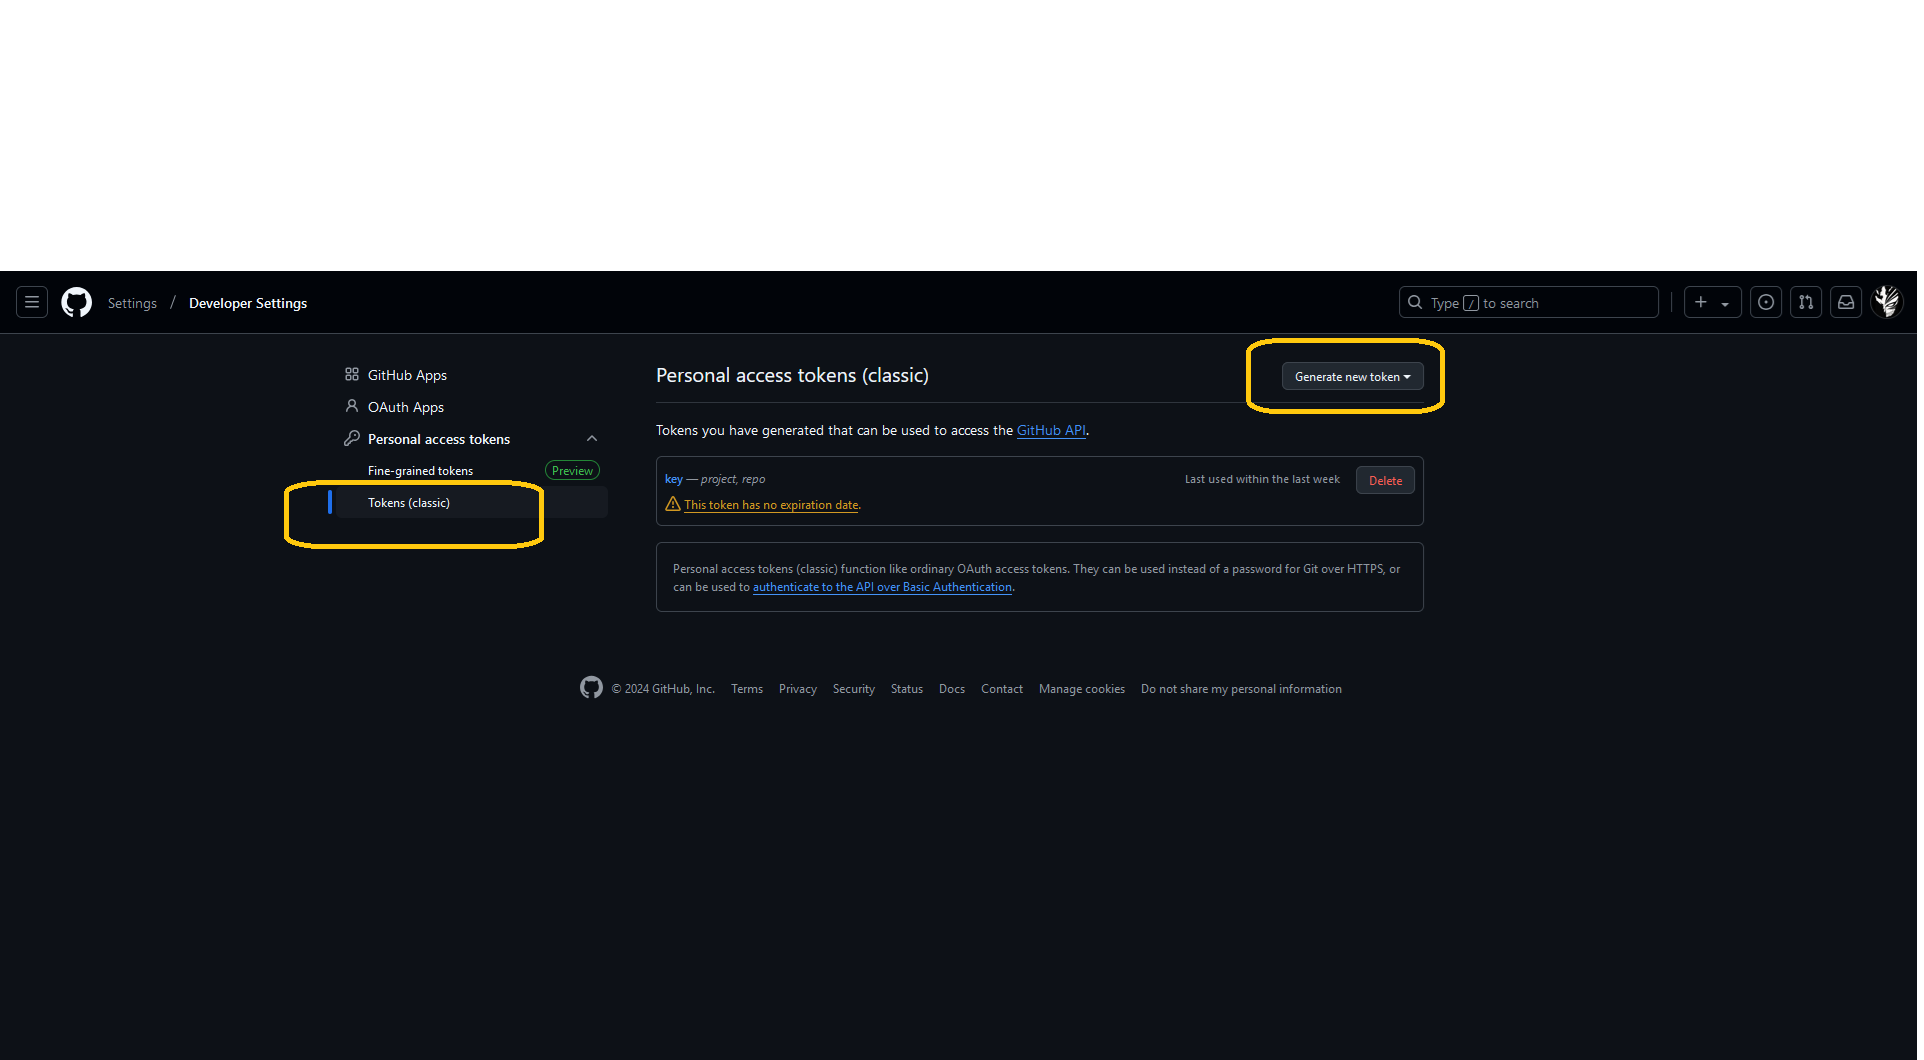 Settings / Developer Settings
Type / to search
GitHub Apps
OAuth Apps
Personal access tokens
Fine-grained tokens Preview
Tokens (classic)
Personal access tokens (classic)
Generate new token
Tokens you have generated that can be used to access the GitHub API.
key — project, repo
Last used within the last week
Delete
This token has no expiration date.
Personal access tokens (classic) function like ordinary OAuth access tokens. They can be used instead of a password for Git over HTTPS, or
can be used to authenticate to the API over Basic Authentication.
© 2024 GitHub, Inc. Terms Privacy Security Status Docs Contact Manage cookies Do not share my personal information